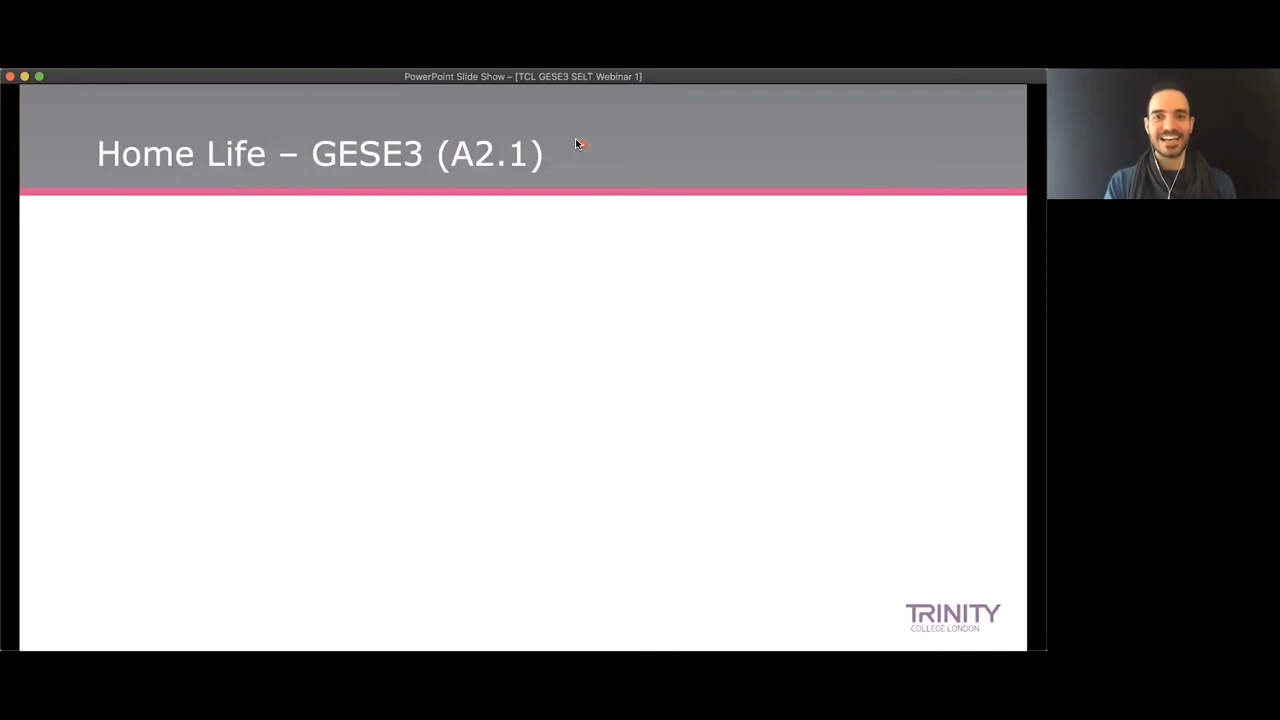 PowerPoint Slide Show – [TCL GESE3 SELT Webinar 1]
Home Life – GESE3 (A2.1)
TRINITY
COLLEGE LONDON